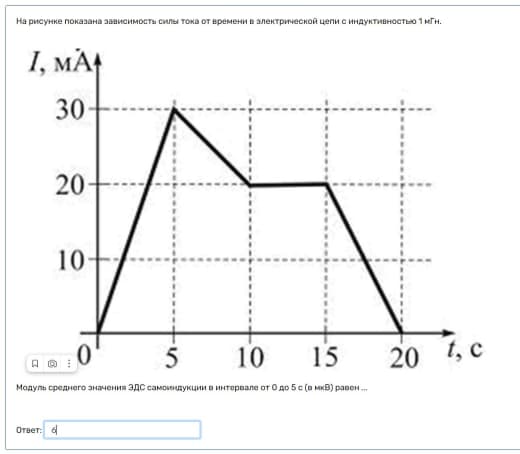 На рисунке показана зависимость силы тока от времени в электрической цепи с индуктивностью 1 мГн.
I, мА
30
20
10
0 5 10 15 20 t, с
Модуль среднего значения ЭДС самоиндукции в интервале от 0 до 5 с (в мкВ) равен ...
Ответ: 6